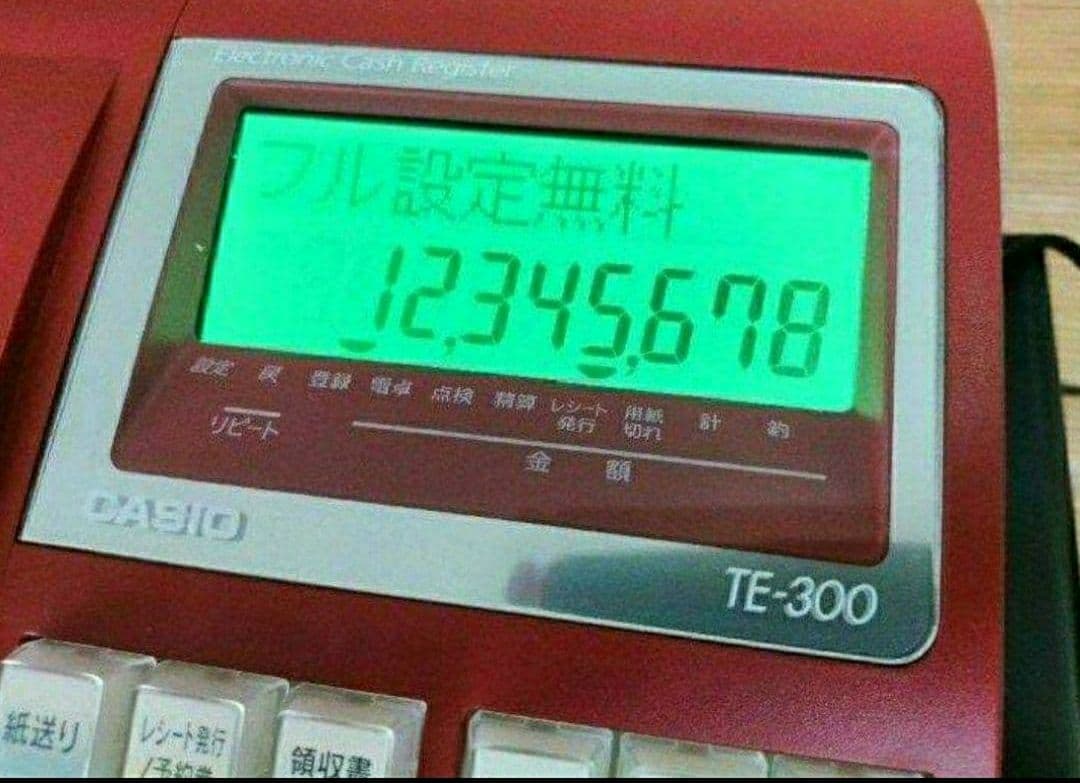 Electronic Cash Register
フル設定無料
12,345,678
設定 戻 登録 電卓 点検 精算 レシート発行 用紙切れ 計 釣
リピート
金額
CASIO
TE-300
紙送り レシート発行 領収書